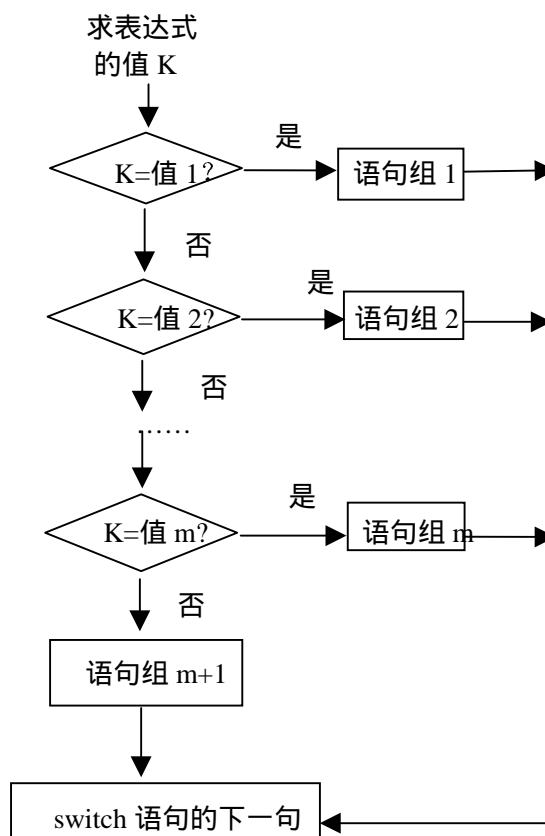 求表达式
的值 K
是
K=值 1?
语句组 1
否
是
K=值 2?
语句组 2
否
……
是
K=值 m?
语句组 m
否
语句组 m+1
switch 语句的下一句